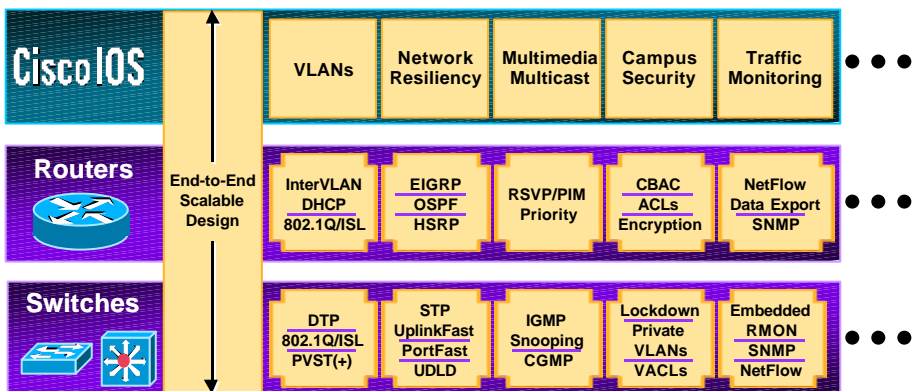 Cisco IOS
VLANs
Network
Resiliency
Multimedia
Multicast
Campus
Security
Traffic
Monitoring
Routers
End-to-End
Scalable
Design
InterVLAN
DHCP
802.1Q/ISL
EIGRP
OSPF
HSRP
RSVP/PIM
Priority
CBAC
ACLs
Encryption
NetFlow
Data Export
SNMP
Switches
DTP
802.1Q/ISL
PVST(+)
STP
UplinkFast
PortFast
UDLD
IGMP
Snooping
CGMP
Lockdown
Private
VLANs
VACLs
Embedded
RMON
SNMP
NetFlow